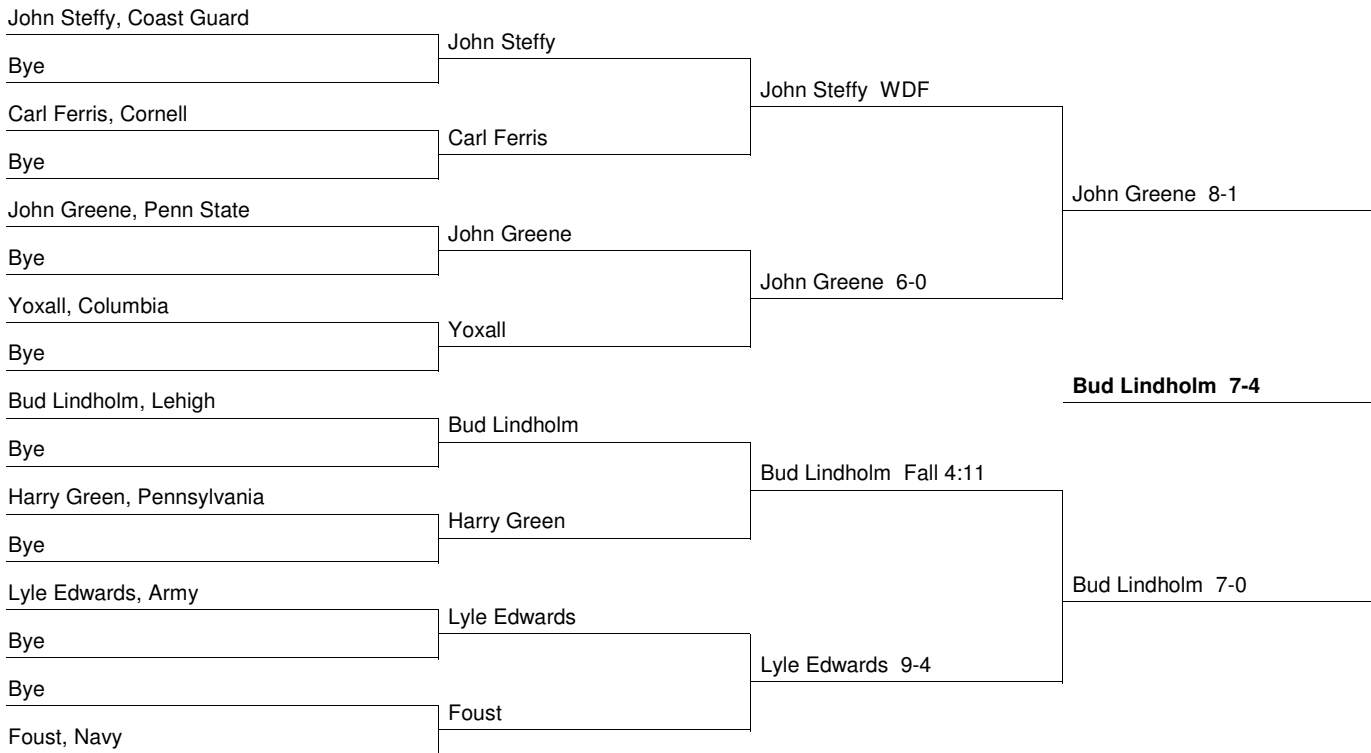 John Steffy, Coast Guard
John Steffy
Bye
John Steffy  WDF
Carl Ferris, Cornell
Carl Ferris
Bye
John Greene  8-1
John Greene, Penn State
John Greene
Bye
John Greene  6-0
Yoxall, Columbia
Yoxall
Bye
Bud Lindholm  7-4
Bud Lindholm, Lehigh
Bud Lindholm
Bye
Bud Lindholm  Fall 4:11
Harry Green, Pennsylvania
Harry Green
Bye
Bud Lindholm  7-0
Lyle Edwards, Army
Lyle Edwards
Bye
Lyle Edwards  9-4
Bye
Foust
Foust, Navy